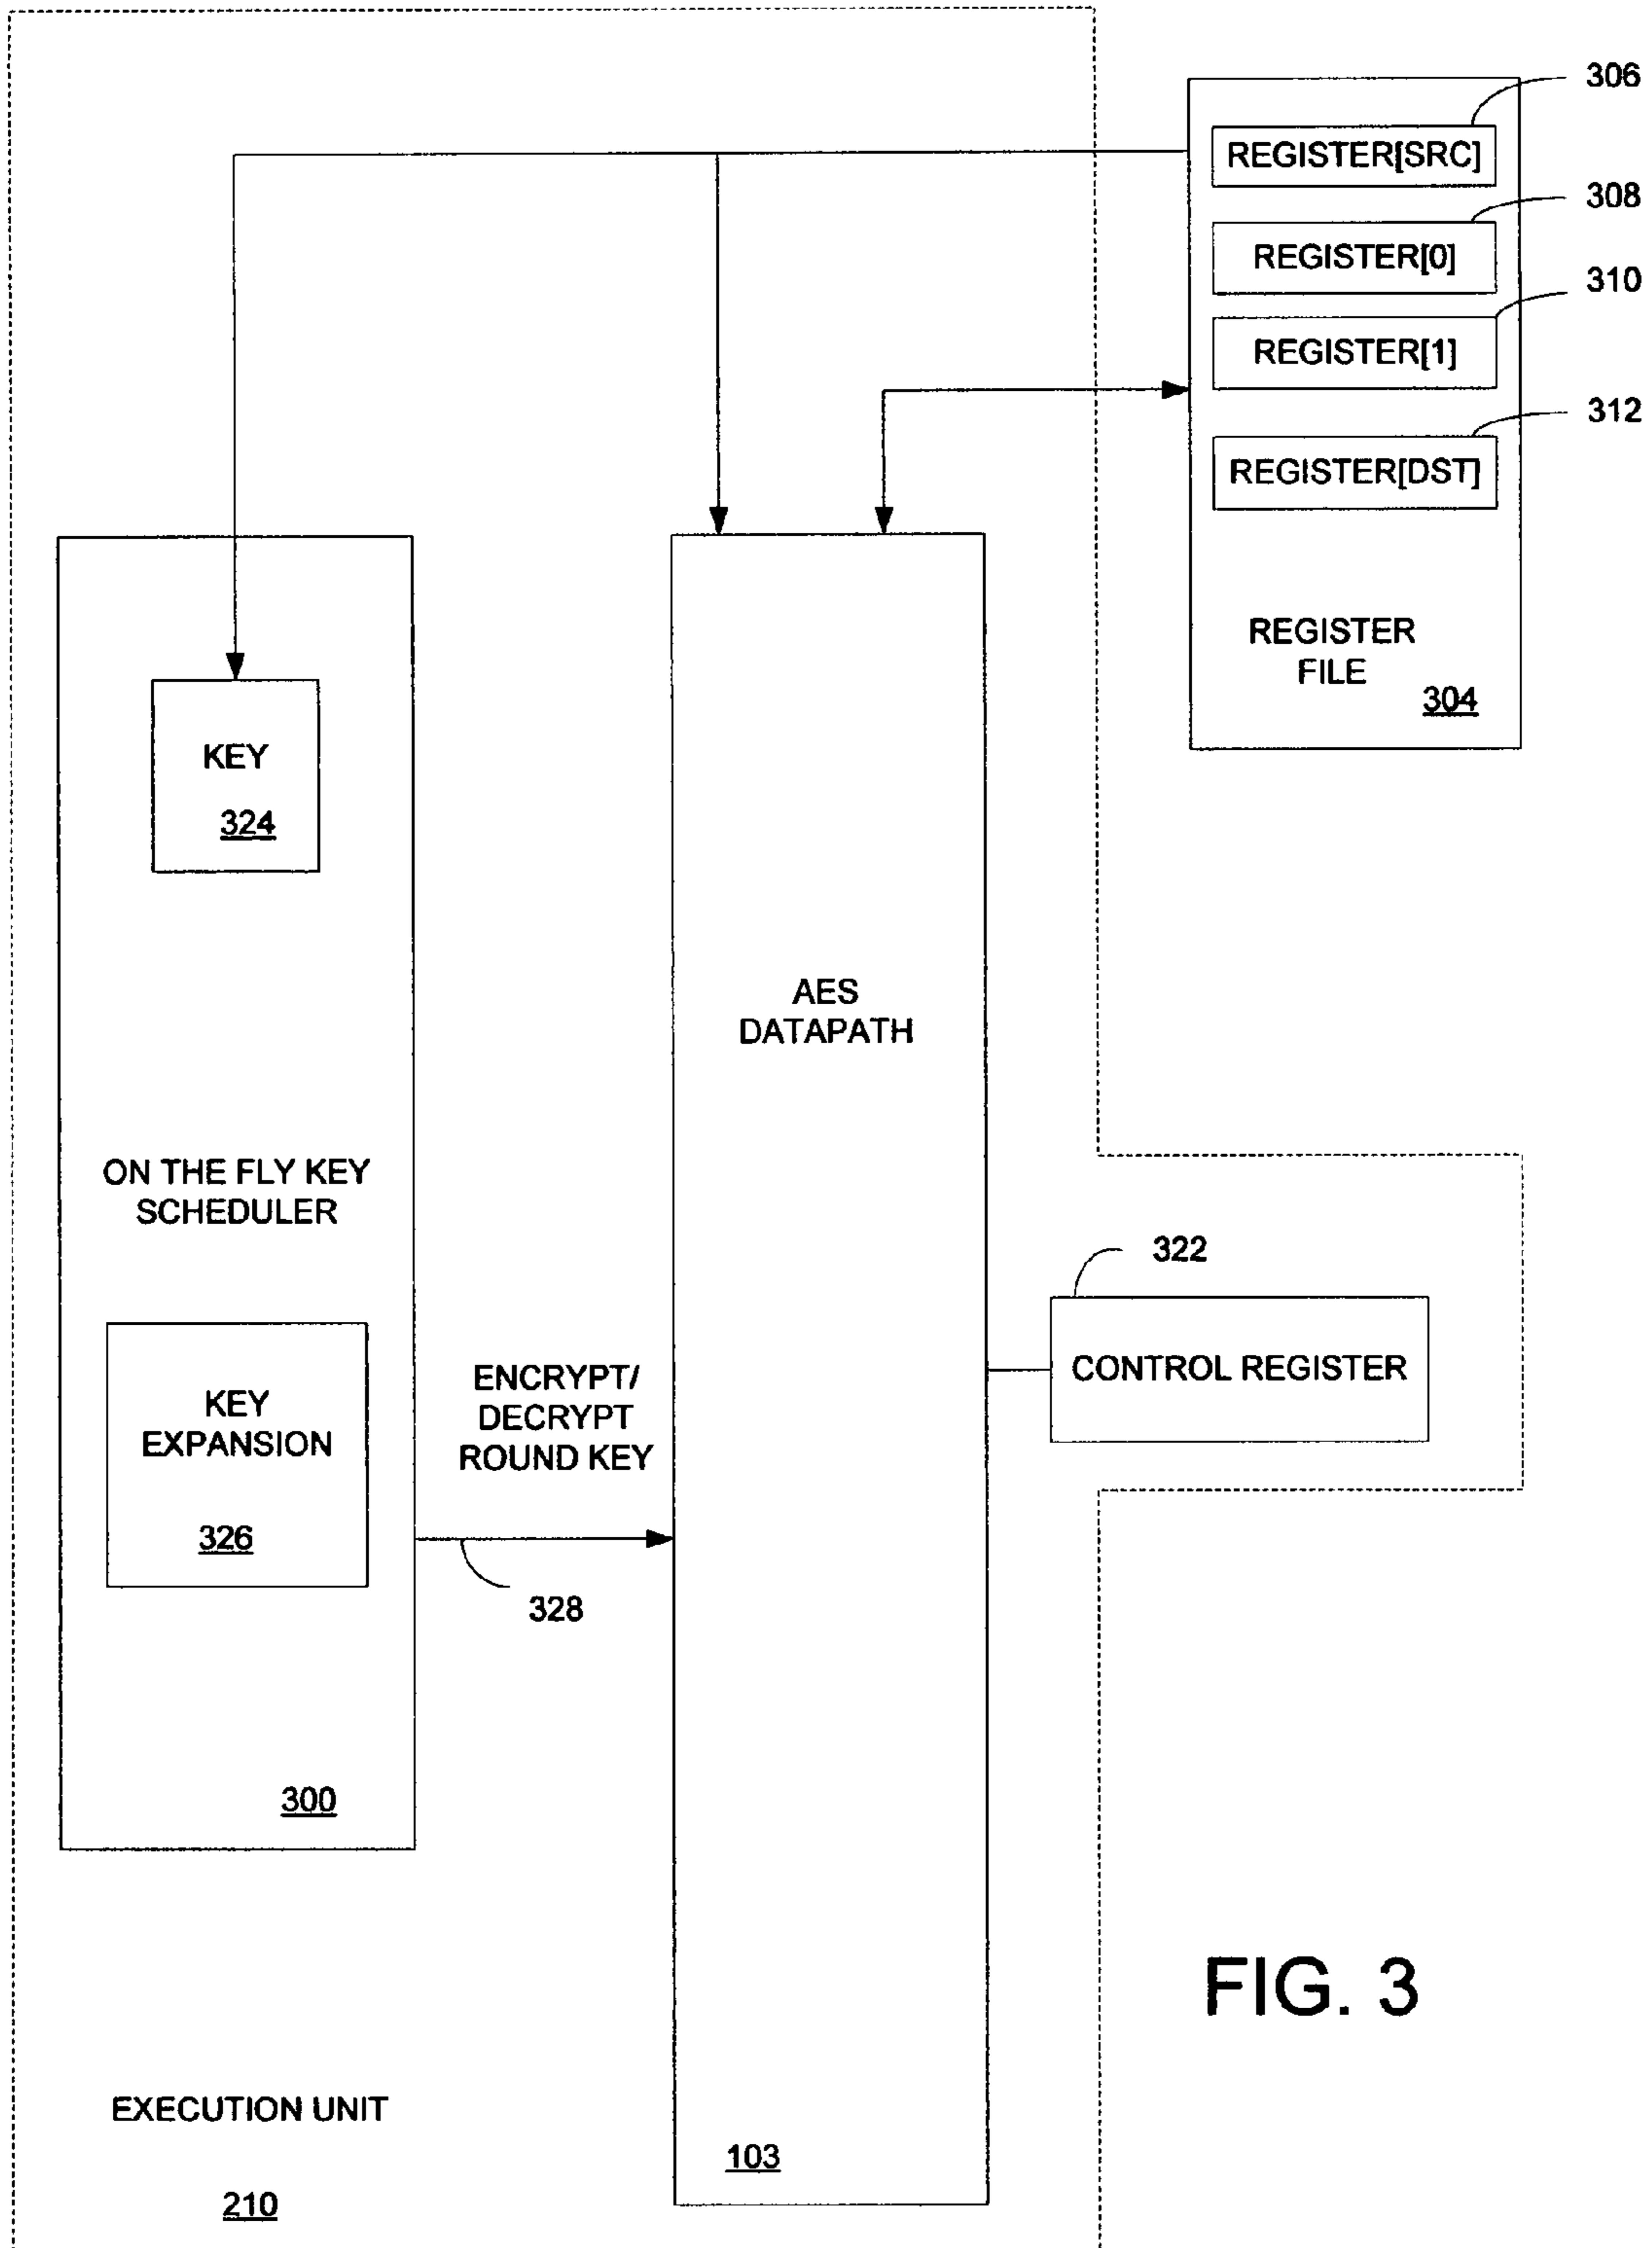 306
REGISTER[SRC]
308
REGISTER[0]
310
REGISTER[1]
312
REGISTER[DST]
REGISTER
FILE
304
KEY
324
AES
DATAPATH
ON THE FLY KEY
SCHEDULER
322
CONTROL REGISTER
KEY
EXPANSION
326
ENCRYPT/
DECRYPT
ROUND KEY
328
300
FIG. 3
EXECUTION UNIT
103
210